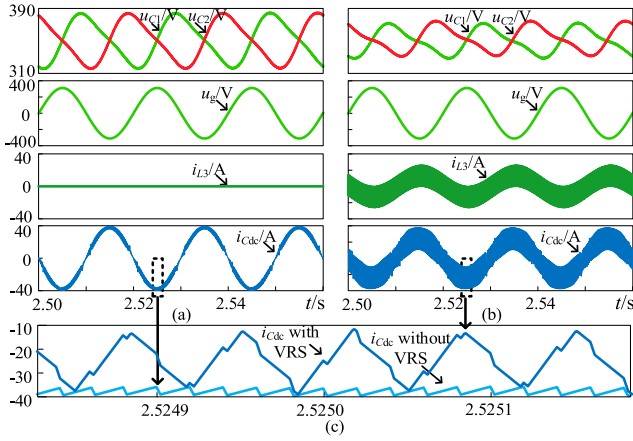 390
u_C1/V u_C2/V
u_C1/V u_C2/V
310
400
u_g/V
u_g/V
0
-400
40
i_L3/A
i_L3/A
0
-40
40
i_Cdc/A
i_Cdc/A
0
-40
t/s
t/s
2.50 2.52 2.54
2.50 2.52 2.54
(a)
(b)
-10
i_Cdc with VRS
i_Cdc without VRS
-20
-30
-40
2.5249 2.5250 2.5251
(c)